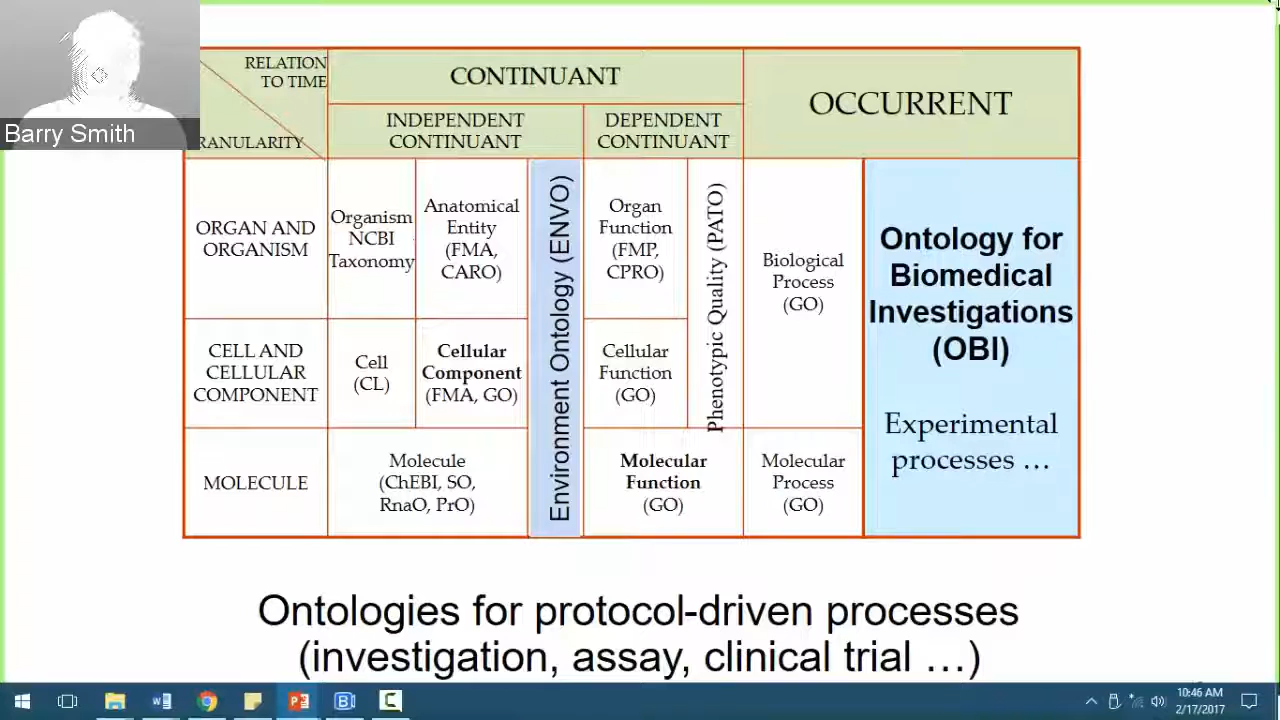 Barry Smith
RELATION
TO TIME
RANULARITY
CONTINUANT
OCCURRENT
INDEPENDENT
CONTINUANT
DEPENDENT
CONTINUANT
ORGAN AND
ORGANISM
Organism
NCBI
Taxonomy
Anatomical
Entity
(FMA,
CARO)
Environment Ontology (ENVO)
Organ
Function
(FMP,
CPRO)
Phenotypic Quality (PATO)
Biological
Process
(GO)
Ontology for
Biomedical
Investigations
(OBI)
Experimental
processes …
CELL AND
CELLULAR
COMPONENT
Cell
(CL)
Cellular
Component
(FMA, GO)
Cellular
Function
(GO)
MOLECULE
Molecule
(ChEBI, SO,
RnaO, PrO)
Molecular
Function
(GO)
Molecular
Process
(GO)
Ontologies for protocol-driven processes
(investigation, assay, clinical trial …)
10:46 AM
2/17/2017